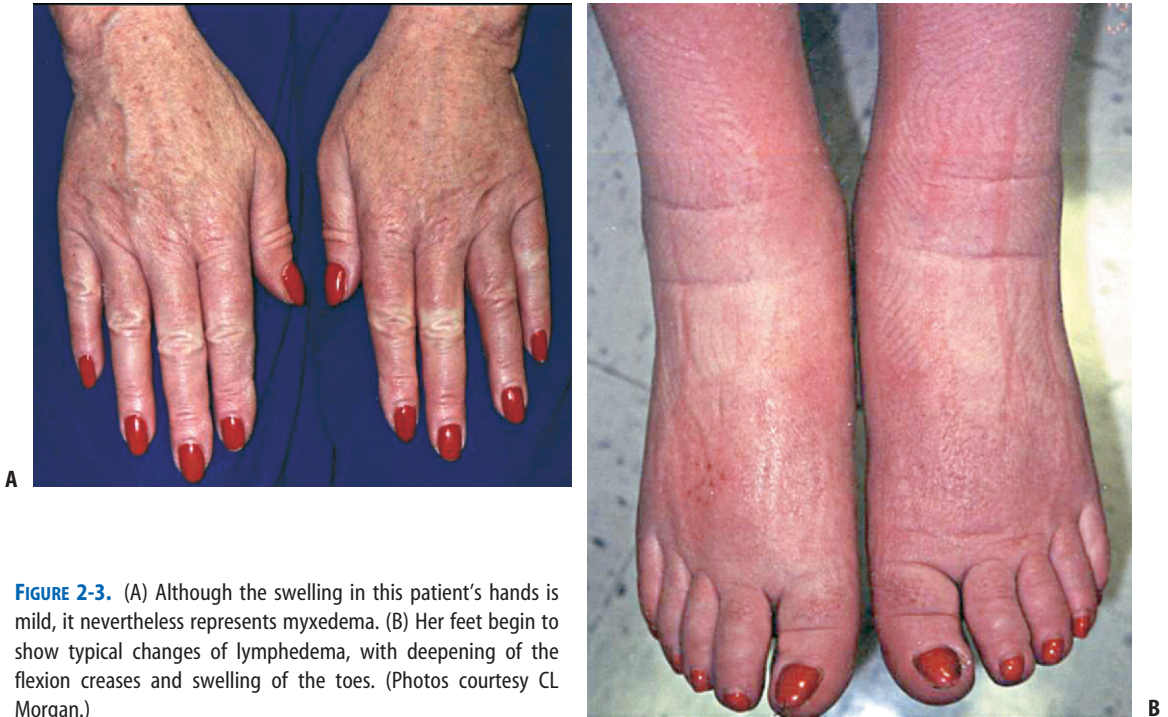 A
B
FIGURE 2-3. (A) Although the swelling in this patient's hands is
mild, it nevertheless represents myxedema. (B) Her feet begin to
show typical changes of lymphedema, with deepening of the
flexion creases and swelling of the toes. (Photos courtesy CL
Morgan.)